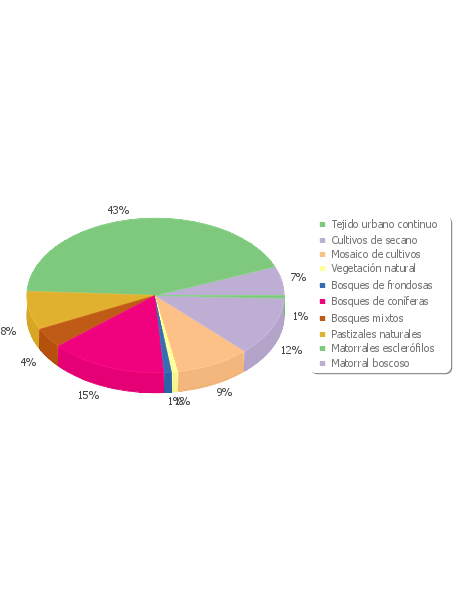 43%
7%
1%
12%
9%
1%
1%
15%
4%
8%
Tejido urbano continuo
Cultivos de secano
Mosaico de cultivos
Vegetación natural
Bosques de frondosas
Bosques de coníferas
Bosques mixtos
Pastizales naturales
Matorrales esclerófilos
Matorral boscoso